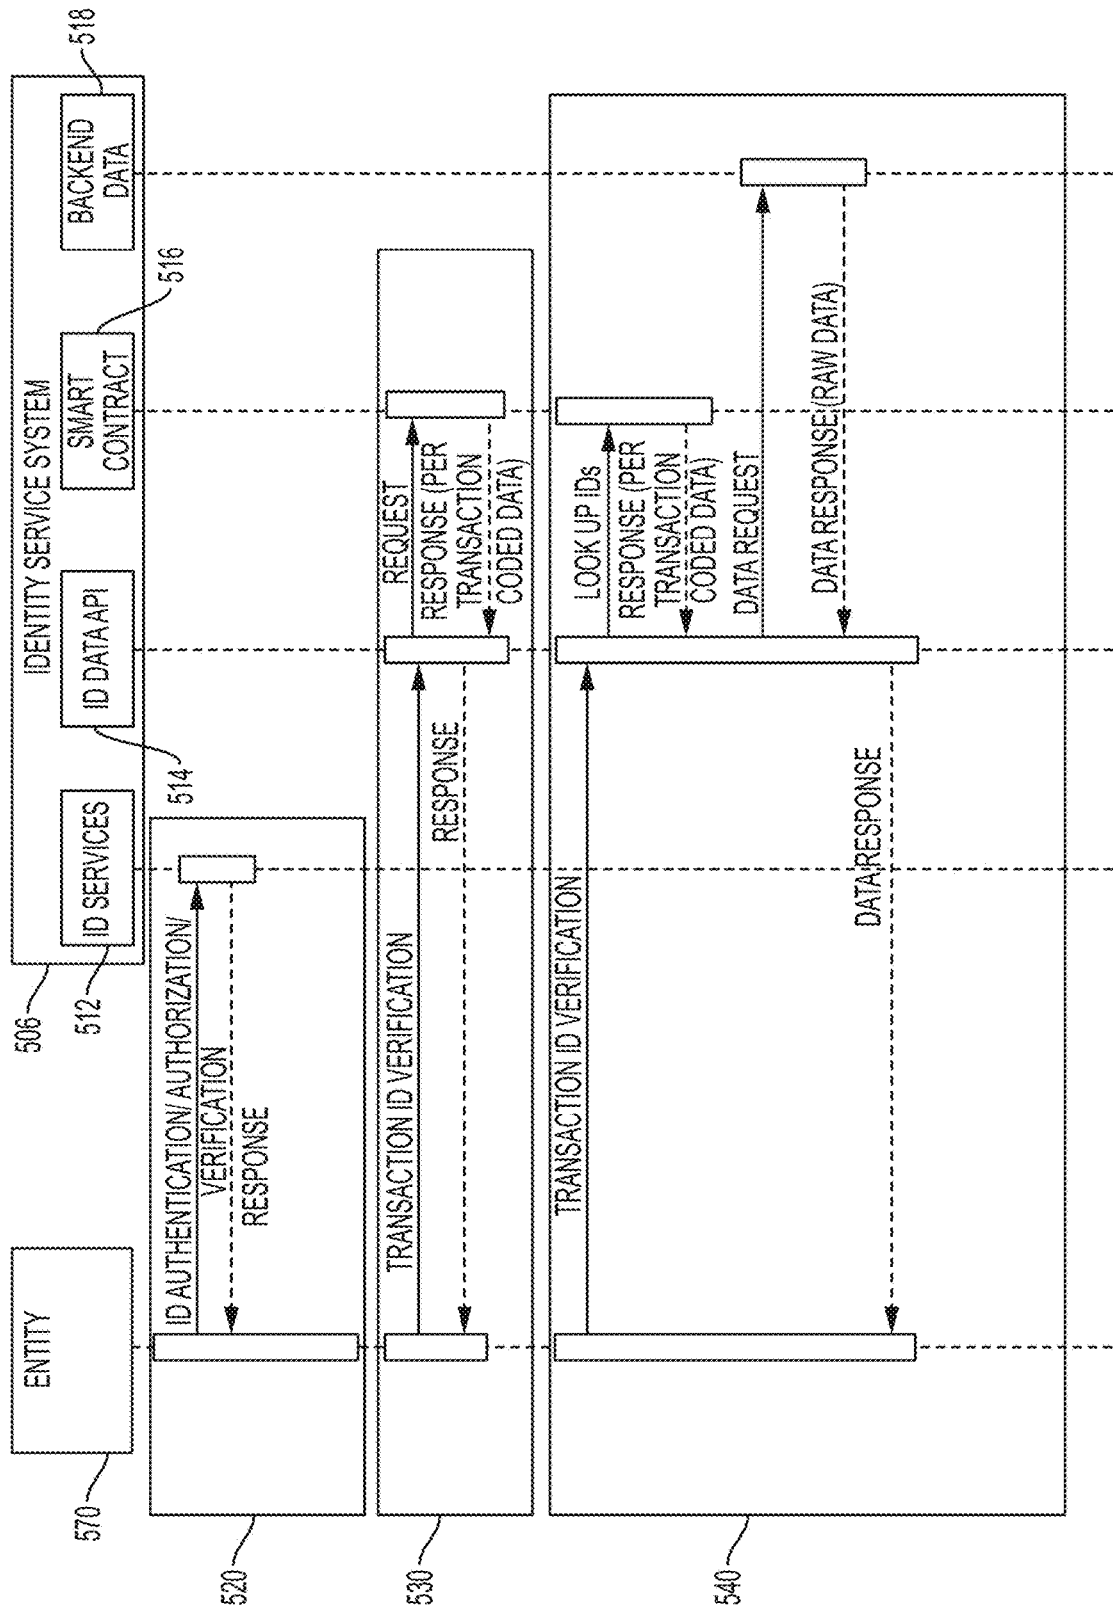 570
ENTITY
506
IDENTITY SERVICE SYSTEM
512
ID SERVICES
514
ID DATA API
SMART
CONTRACT
516
BACKEND
DATA
518
520
ID AUTHENTICATION/ AUTHORIZATION/
VERIFICATION
RESPONSE
530
TRANSACTION ID VERIFICATION
RESPONSE
REQUEST
RESPONSE (PER
TRANSACTION
CODED DATA)
540
TRANSACTION ID VERIFICATION
LOOK UP IDs
RESPONSE (PER
TRANSACTION
CODED DATA)
DATA REQUEST
DATA RESPONSE (RAW DATA)
DATA RESPONSE